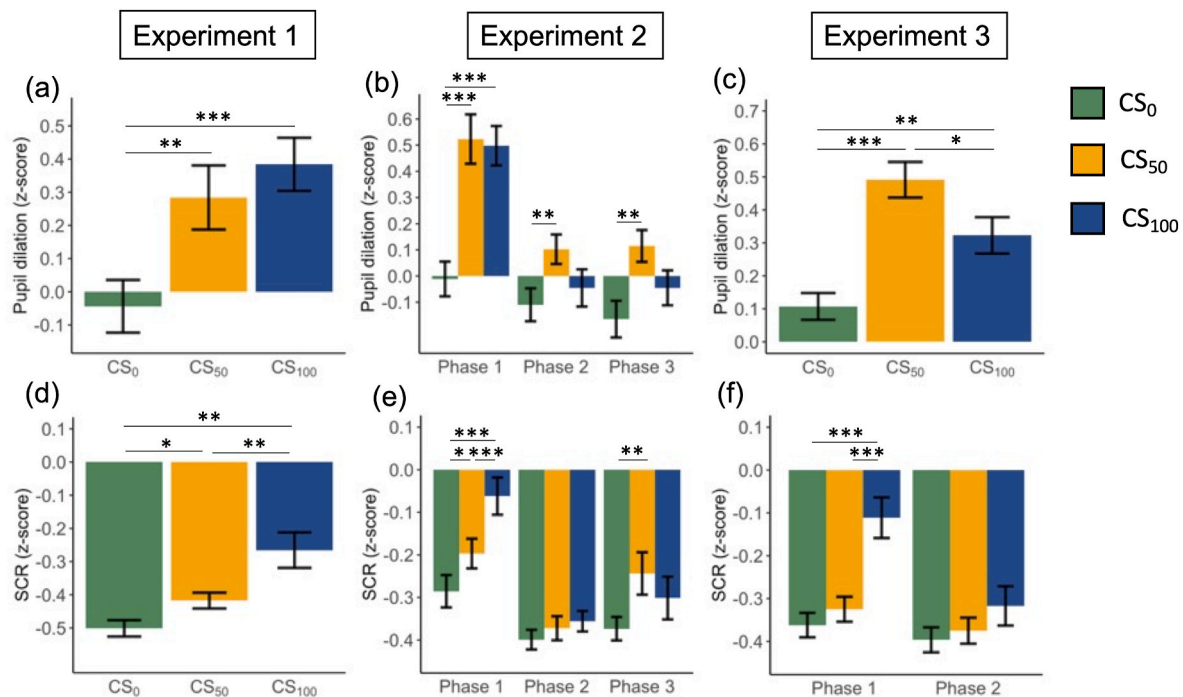 Experiment 1
Experiment 2
Experiment 3
(a)
Pupil dilation (z-score)
0.5
0.4
0.3
0.2
0.1
0.0
-0.1
***
**
CS₀
CS₅₀
CS₁₀₀
(b)
Pupil dilation (z-score)
0.6
0.5
0.4
0.3
0.2
0.1
0.0
-0.1
***
***
**
**
Phase 1
Phase 2
Phase 3
(c)
Pupil dilation (z-score)
0.7
0.6
0.5
0.4
0.3
0.2
0.1
0.0
**
***
*
CS₀
CS₅₀
CS₁₀₀
CS₀
CS₅₀
CS₁₀₀
(d)
SCR (z-score)
0.1
0.0
-0.1
-0.2
-0.3
-0.4
-0.5
**
*
**
CS₀
CS₅₀
CS₁₀₀
(e)
SCR (z-score)
0.1
0.0
-0.1
-0.2
-0.3
-0.4
***
* ***
**
Phase 1
Phase 2
Phase 3
(f)
SCR (z-score)
0.1
0.0
-0.1
-0.2
-0.3
-0.4
***
***
Phase 1
Phase 2